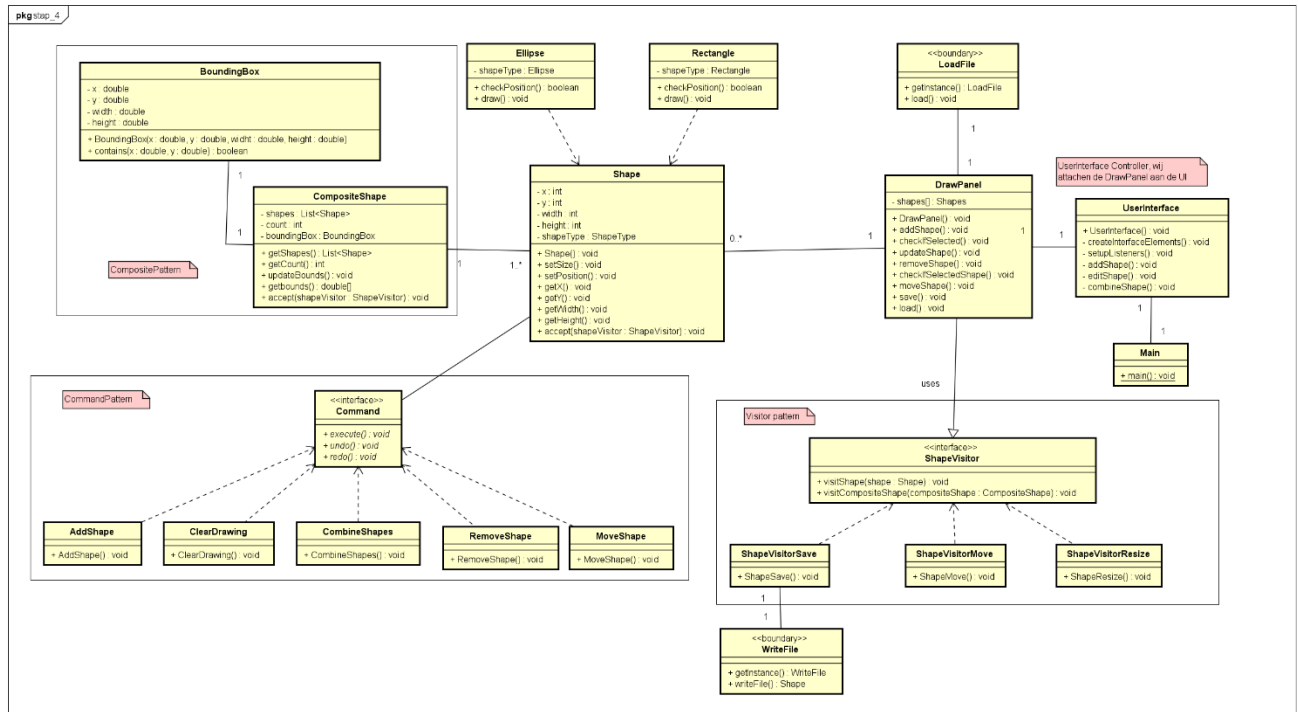 pkg stap_4
BoundingBox
- x : double
- y : double
- width : double
- height : double
+ BoundingBox(x : double, y : double, widht : double, height : double)
+ contains(x : double, y : double) : boolean
1
1
CompositeShape
- shapes : List<Shape>
- count : int
- boundingBox : BoundingBox
+ getShapes() : List<Shape>
+ getCount() : int
+ updateBounds() : void
+ getbounds() : double[]
+ accept(shapeVisitor : ShapeVisitor) : void
CompositePattern
1
1..*
Ellipse
- shapeType : Ellipse
+ checkPosition() : boolean
+ draw() : void
Rectangle
- shapeType : Rectangle
+ checkPosition() : boolean
+ draw() : void
Shape
- x : int
- y : int
- width : int
- height : int
- shapeType : ShapeType
+ Shape() : void
+ setSize() : void
+ setPosition() : void
+ getX() : void
+ getY() : void
+ getWidth() : void
+ getHeight() : void
+ accept(shapeVisitor : ShapeVisitor) : void
0..*
1
<<boundary>>
LoadFile
+ getInstance() : LoadFile
+ load() : void
1
1
DrawPanel
- shapes[] : Shapes
+ DrawPanel() : void
+ addShape() : void
+ checkIfSelected() : void
+ updateShape() : void
+ removeShape() : void
+ checkIfSelectedShape() : void
+ moveShape() : void
+ save() : void
+ load() : void
1
1
UserInterface Controller, wij
attachen de DrawPanel aan de UI
UserInterface
+ UserInterface() : void
- createInterfaceElements() : void
- setupListeners() : void
- addShape() : void
- editShape() : void
- combineShape() : void
1
1
Main
+ main() : void
uses
CommandPattern
<<interface>>
Command
+ execute() : void
+ undo() : void
+ redo() : void
AddShape
+ AddShape() : void
ClearDrawing
+ ClearDrawing() : void
CombineShapes
+ CombineShapes() : void
RemoveShape
+ RemoveShape() : void
MoveShape
+ MoveShape() : void
Visitor pattern
<<interface>>
ShapeVisitor
+ visitShape(shape : Shape) : void
+ visitCompositeShape(compositeShape : CompositeShape) : void
ShapeVisitorSave
+ ShapeSave() : void
ShapeVisitorMove
+ ShapeMove() : void
ShapeVisitorResize
+ ShapeResize() : void
1
1
<<boundary>>
WriteFile
+ getInstance() : WriteFile
+ writeFile() : Shape